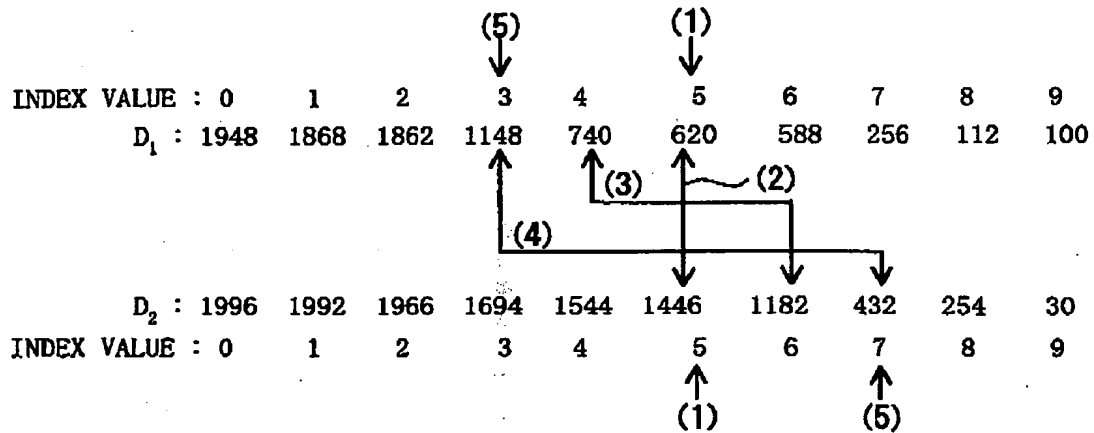 (5) (1)
INDEX VALUE : 0 1 2 3 4 5 6 7 8 9
D₁ : 1948 1868 1862 1148 740 620 588 256 112 100
(3) (2)
(4)
D₂ : 1996 1992 1966 1694 1544 1446 1182 432 254 30
INDEX VALUE : 0 1 2 3 4 5 6 7 8 9
(1) (5)